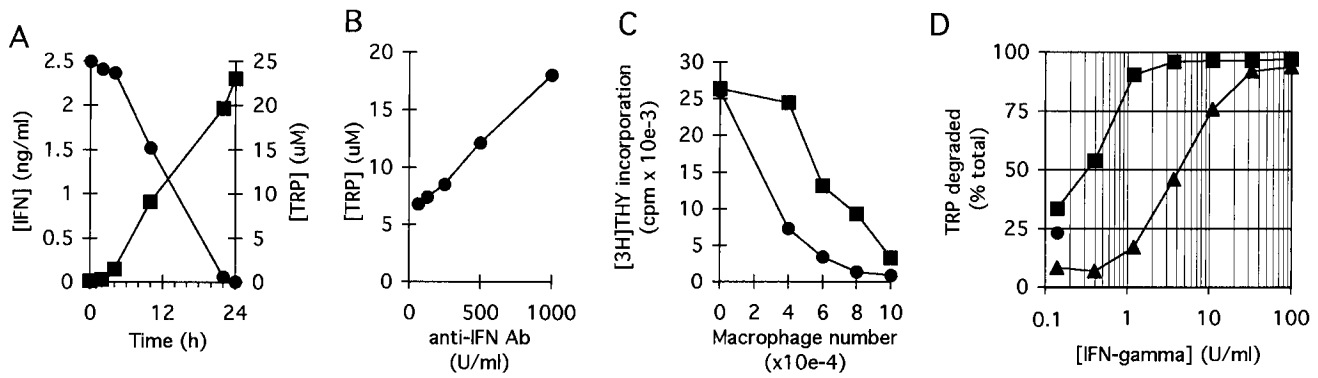 A
[IFN] (ng/ml)
2.5
2
1.5
1
0.5
0
25
20
15
10
5
0
[TRP] (uM)
0 12 24
Time (h)
B
[TRP] (uM)
20
15
10
5
0
0 500 1000
anti-IFN Ab
(U/ml)
C
[3H]THY incorporation
(cpm x 10e-3)
30
25
20
15
10
5
0
0 2 4 6 8 10
Macrophage number
(x10e-4)
D
TRP degraded
(% total)
100
75
50
25
0
0.1 1 10 100
[IFN-gamma] (U/ml)